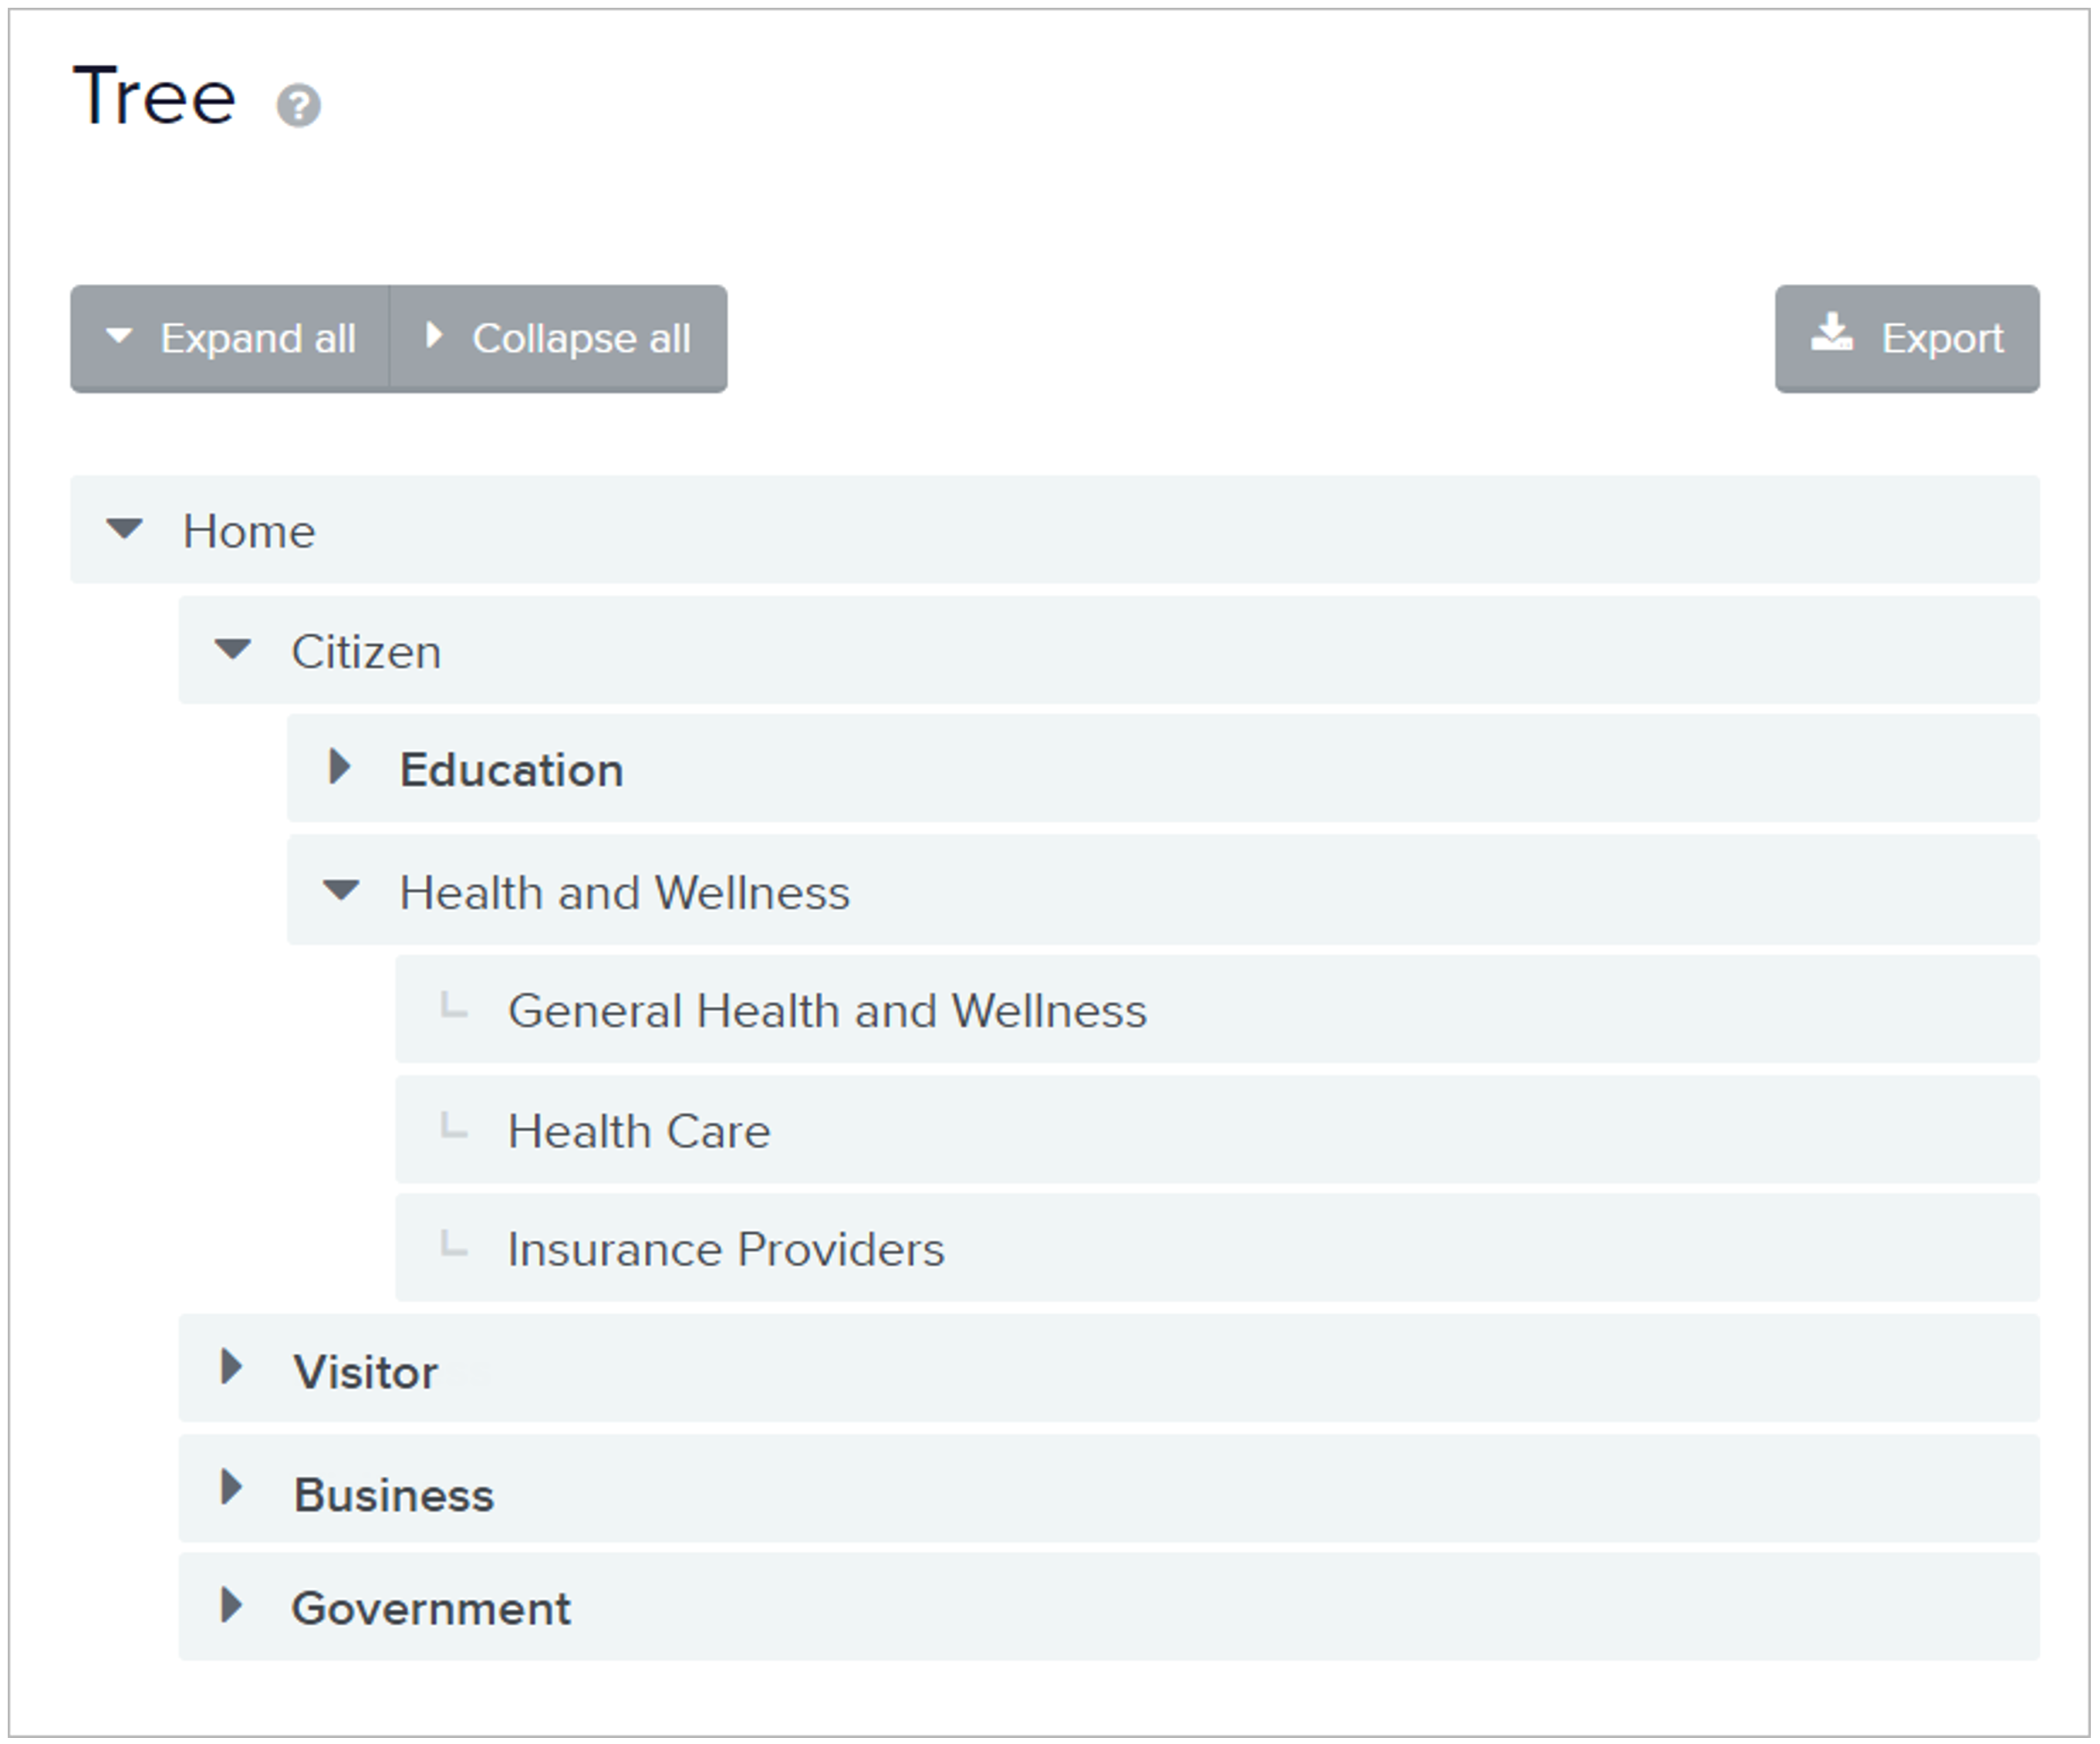 Tree ?
Expand all Collapse all Export
Home
Citizen
Education
Health and Wellness
General Health and Wellness
Health Care
Insurance Providers
Visitor
Business
Government